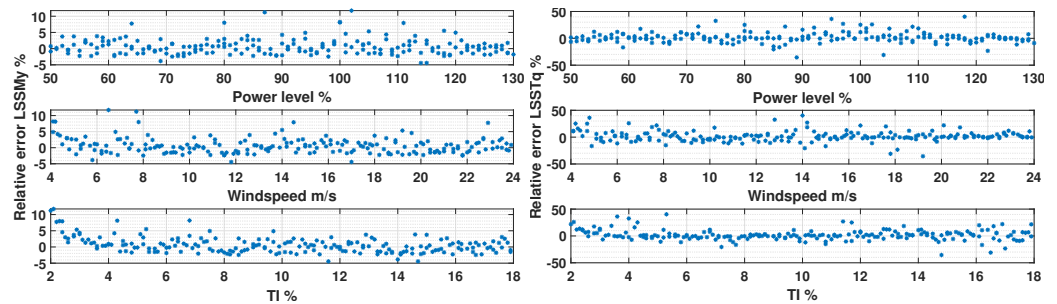 Relative error LSSMy %
10
5
0
-5
50 60 70 80 90 100 110 120 130
Power level %
10
5
0
-5
4 6 8 10 12 14 16 18 20 22 24
Windspeed m/s
10
5
0
-5
2 4 6 8 10 12 14 16 18
TI %
Relative error LSSTq %
50
0
-50
50 60 70 80 90 100 110 120 130
Power level %
50
0
-50
4 6 8 10 12 14 16 18 20 22 24
Windspeed m/s
50
0
-50
2 4 6 8 10 12 14 16 18
TI %